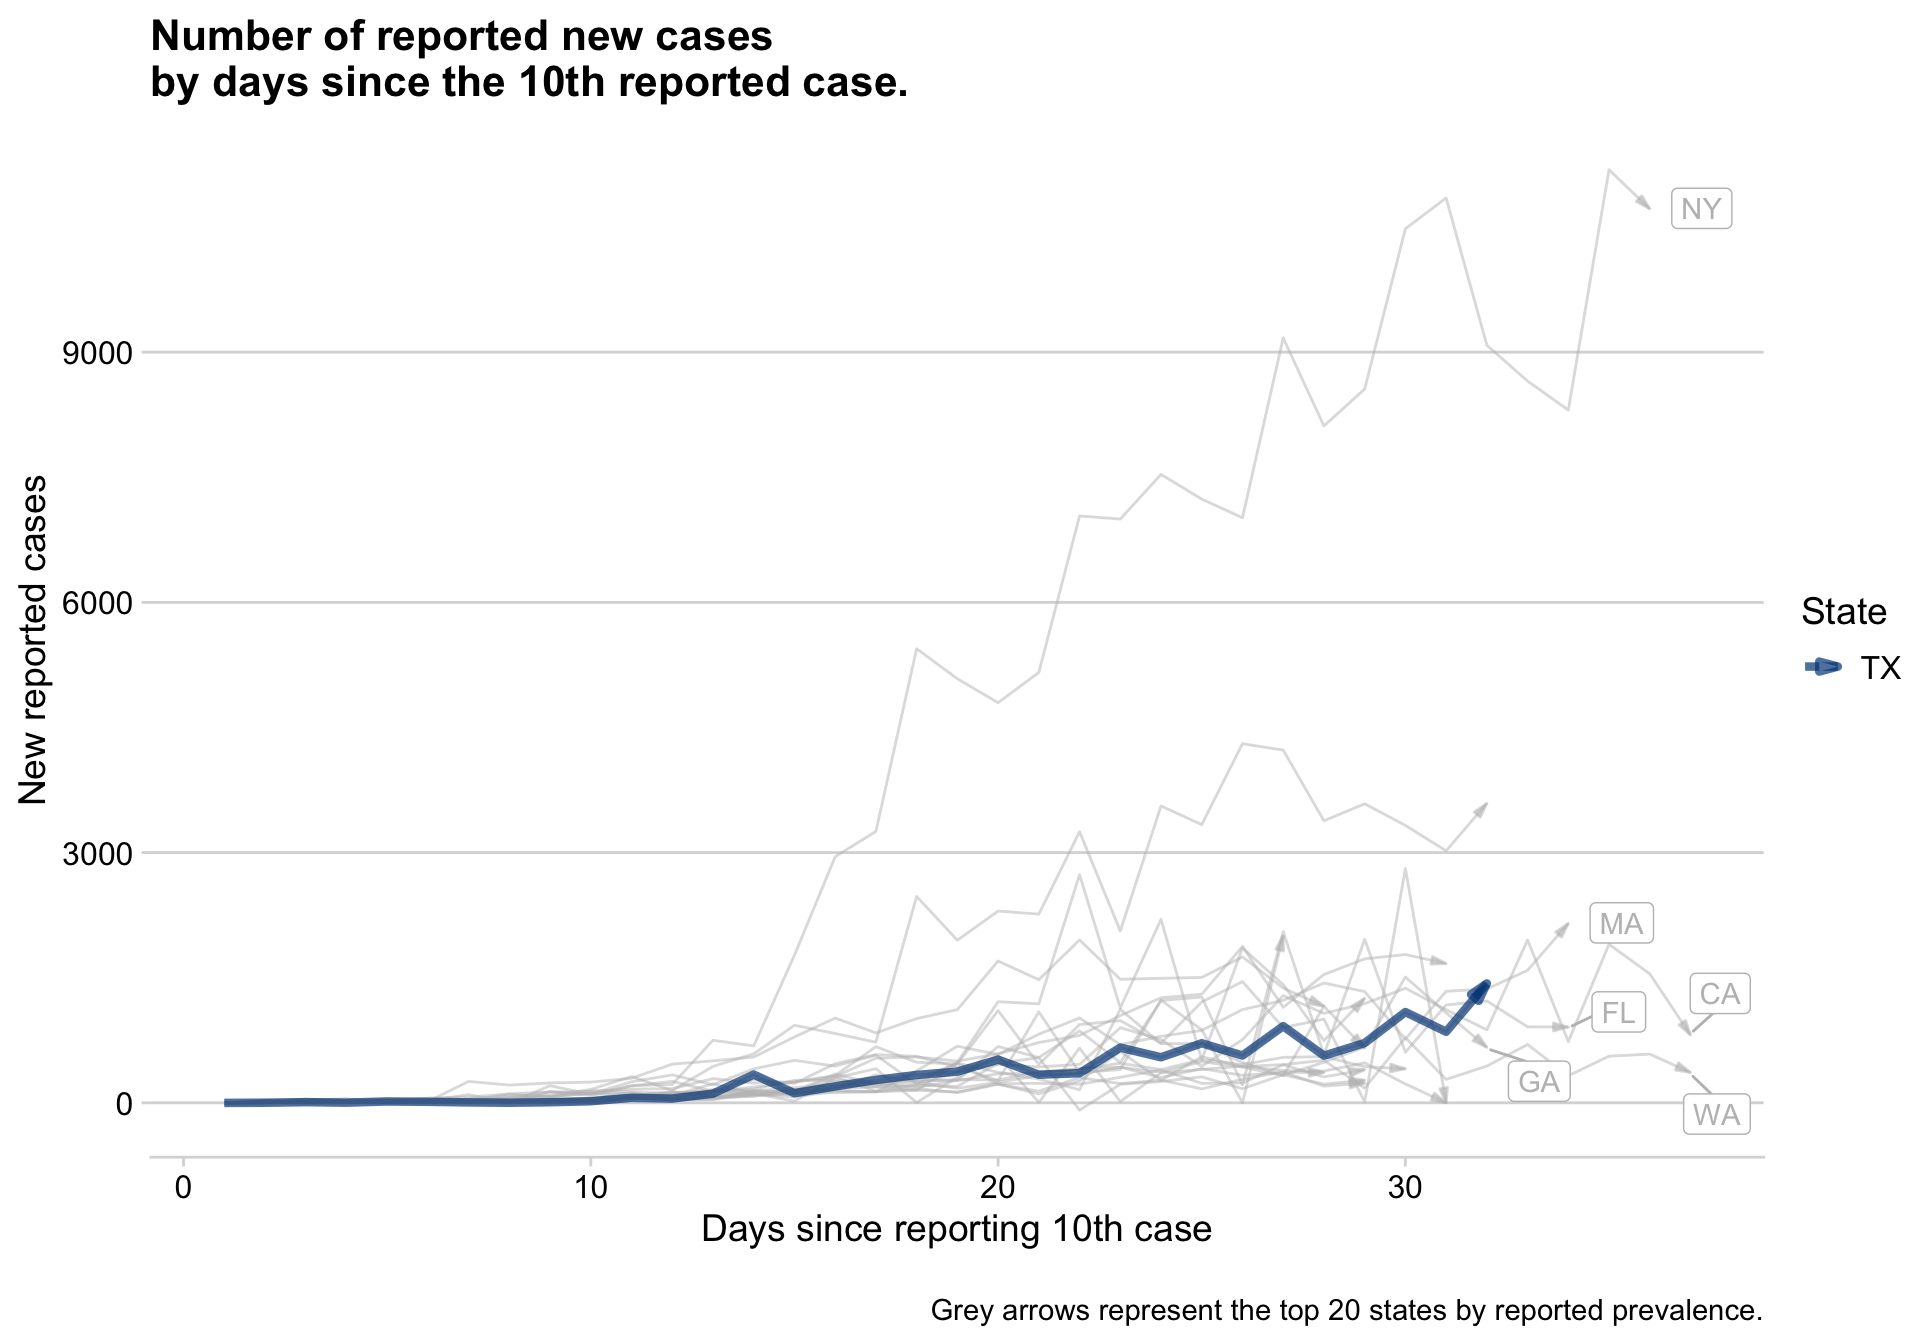 Number of reported new cases
by days since the 10th reported case.
New reported cases
9000
6000
3000
0
NY
MA
CA
FL
GA
WA
State
TX
0
10
20
30
Days since reporting 10th case
Grey arrows represent the top 20 states by reported prevalence.